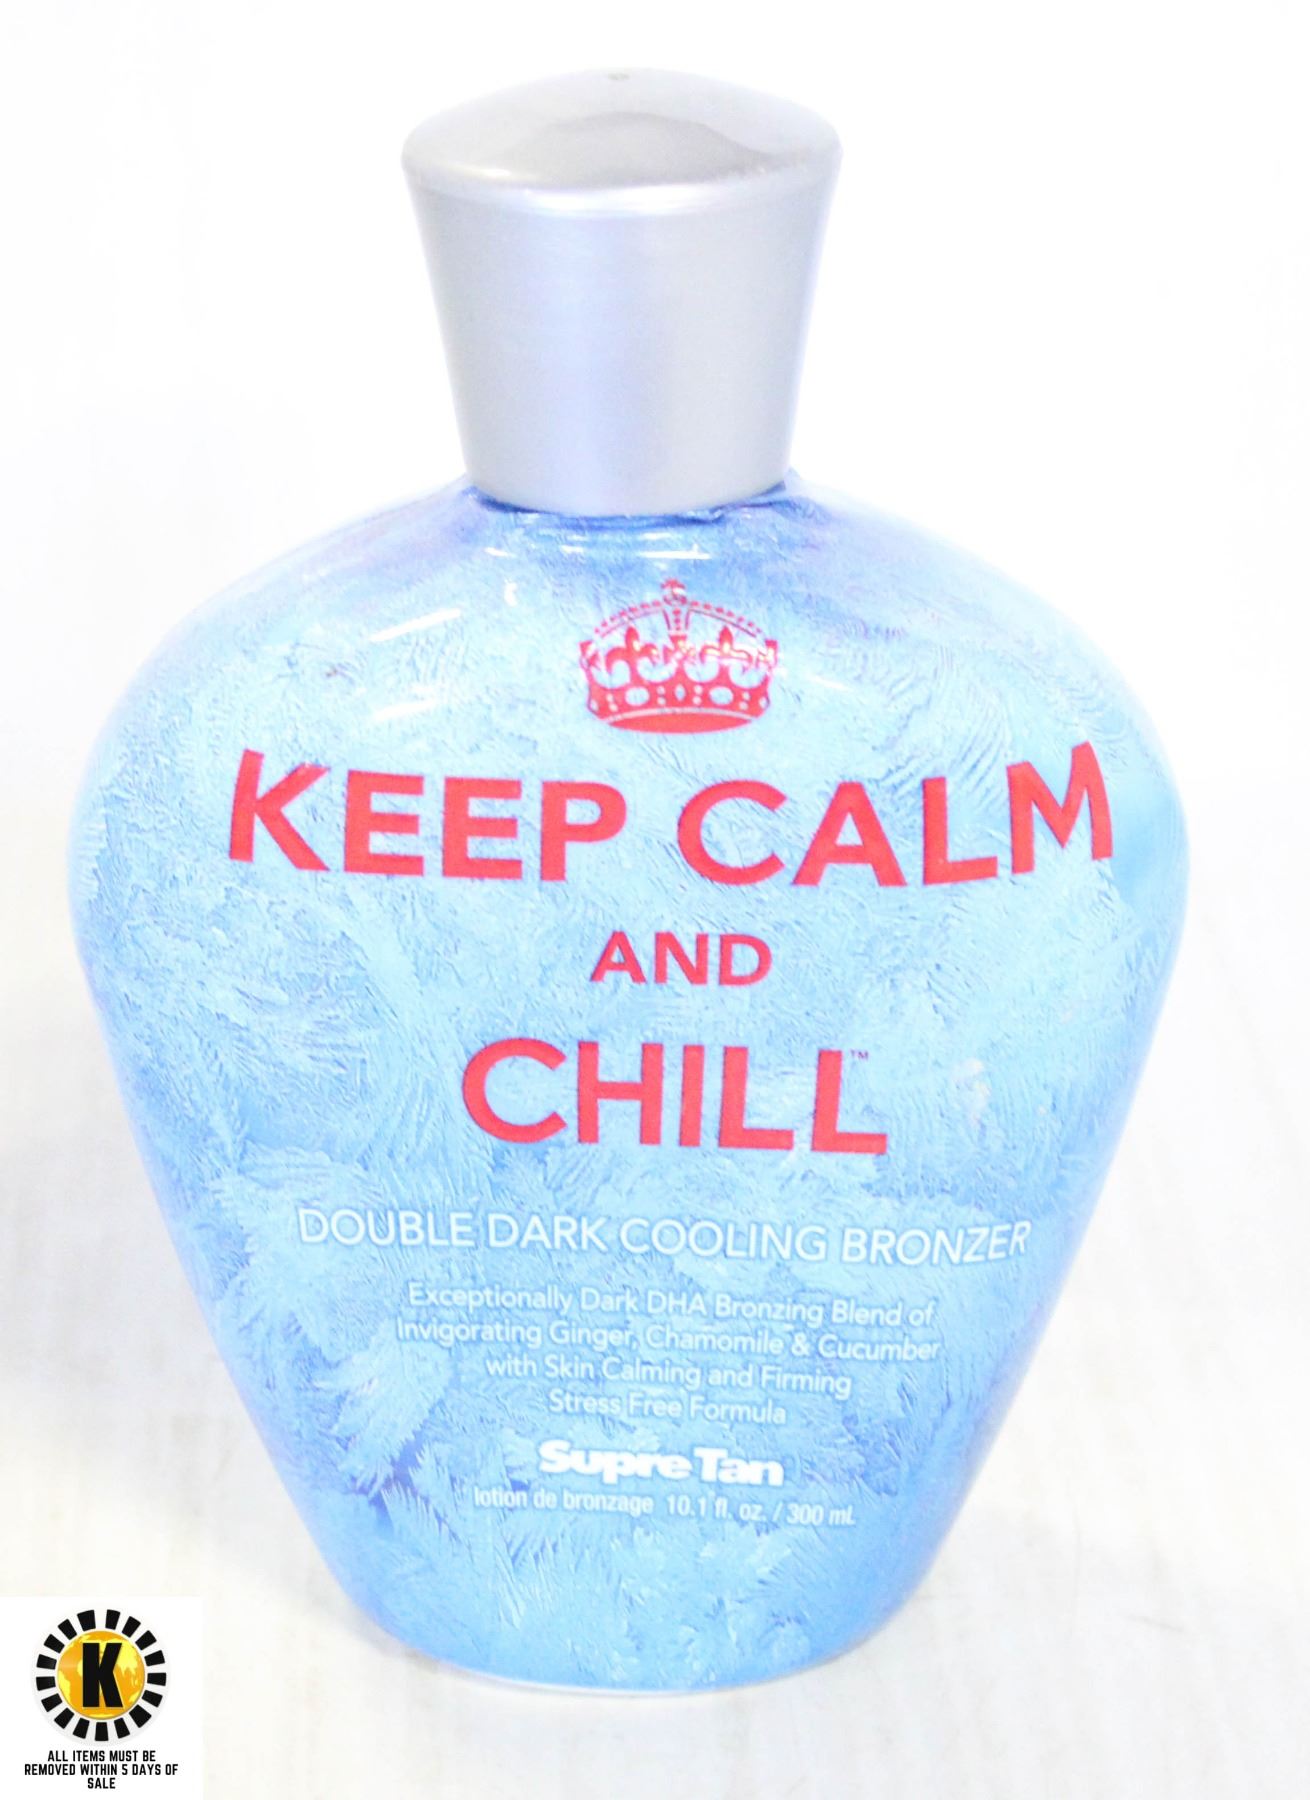 KEEP CALM
AND
CHILL™
DOUBLE DARK COOLING BRONZER
Exceptionally Dark DHA Bronzing Blend of
Invigorating Ginger, Chamomile & Cucumber
with Skin Calming and Firming
Stress Free Formula
Supre Tan
lotion de bronzage 10.1 fl. oz. / 300 mL
K
ALL ITEMS MUST BE
REMOVED WITHIN 5 DAYS OF
SALE